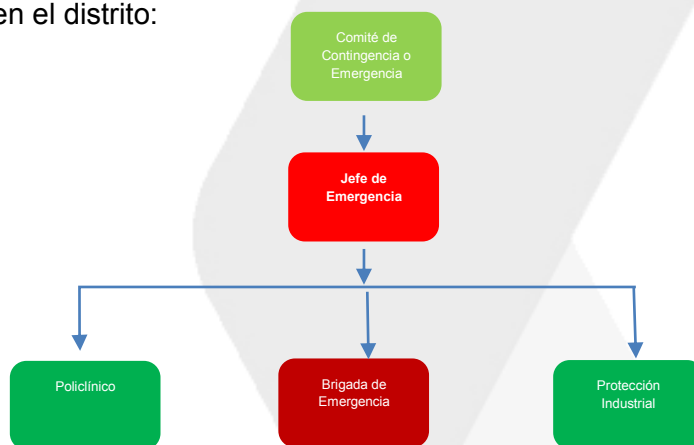 en el distrito:
Comité de
Contingencia o
Emergencia
Jefe de
Emergencia
Policlínico
Brigada de
Emergencia
Protección
Industrial